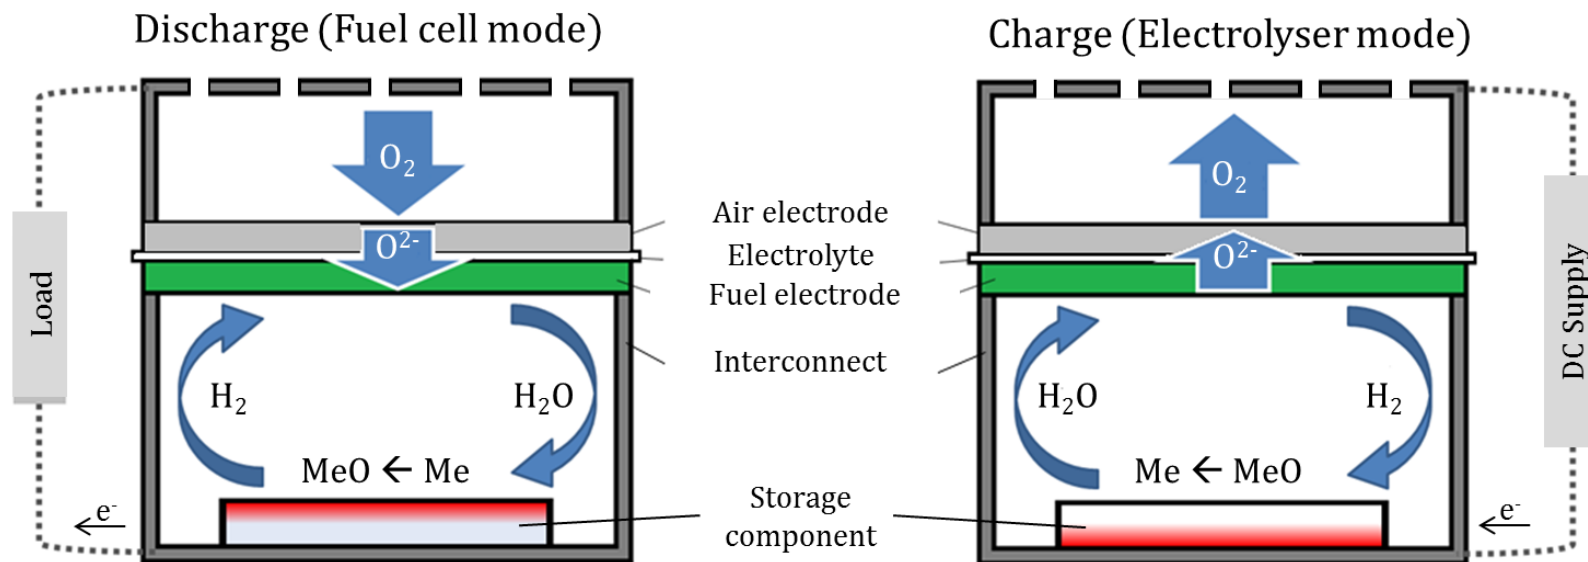 Discharge (Fuel cell mode)
Charge (Electrolyser mode)
O₂
O²⁻
Load
H₂
H₂O
MeO ← Me
e⁻
Air electrode
Electrolyte
Fuel electrode
Interconnect
Storage
component
O₂
O²⁻
H₂O
H₂
Me ← MeO
DC Supply
e⁻